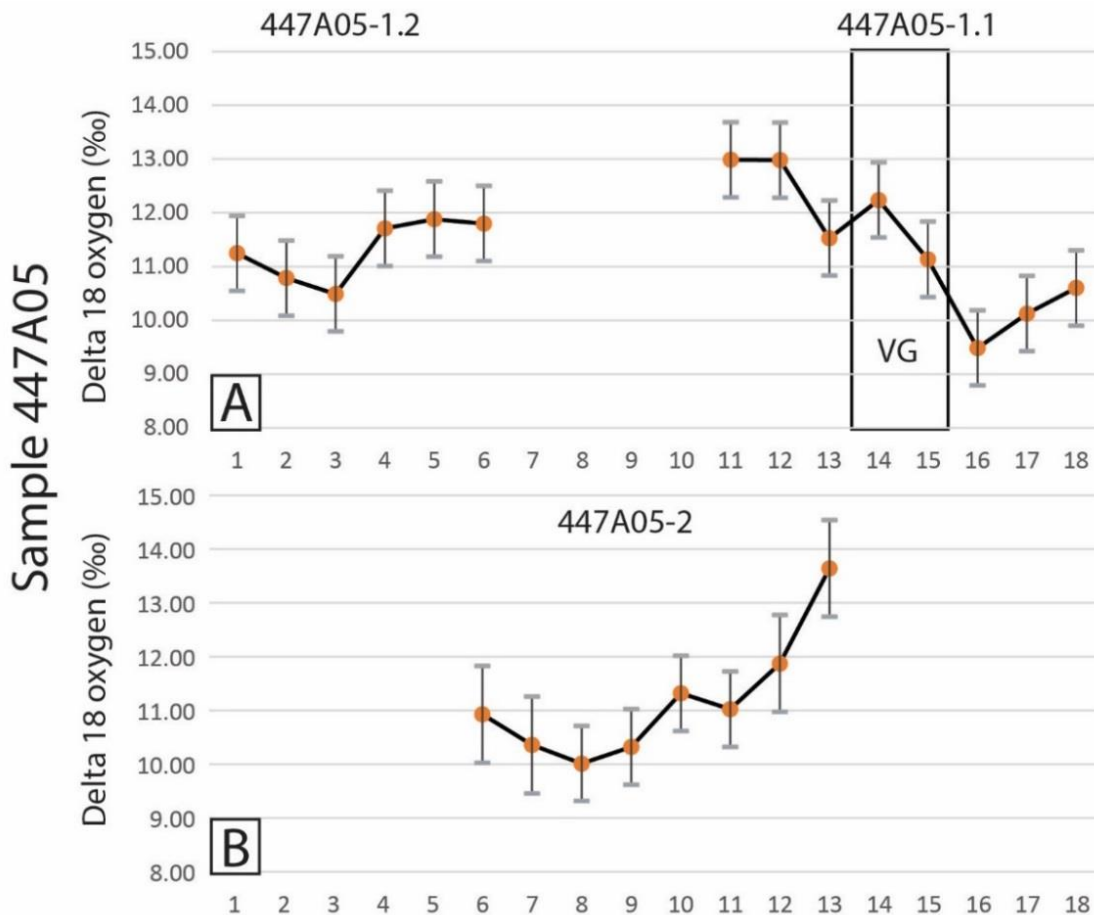 Sample 447A05
447A05-1.2
447A05-1.1
Delta 18 oxygen (‰)
15.00
14.00
13.00
12.00
11.00
10.00
9.00
8.00
VG
A
1 2 3 4 5 6 7 8 9 10 11 12 13 14 15 16 17 18
447A05-2
Delta 18 oxygen (‰)
15.00
14.00
13.00
12.00
11.00
10.00
9.00
8.00
B
1 2 3 4 5 6 7 8 9 10 11 12 13 14 15 16 17 18